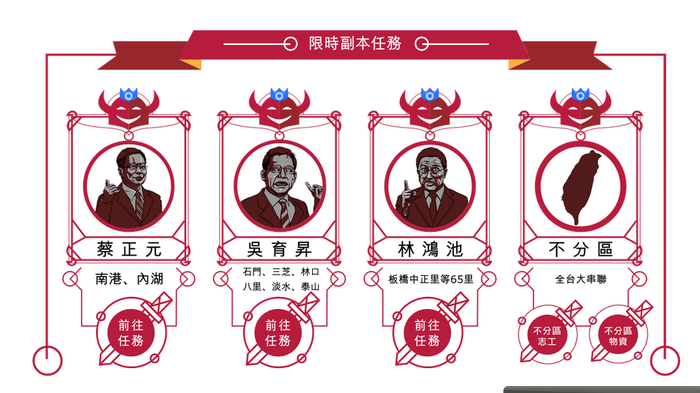 限時副本任務
蔡正元
吳育昇
林鴻池
不分區
南港、內湖
石門、三芝、林口
八里、淡水、泰山
板橋中正里等65里
全台大串聯
前往
任務
前往
任務
前往
任務
不分區
志工
不分區
物資